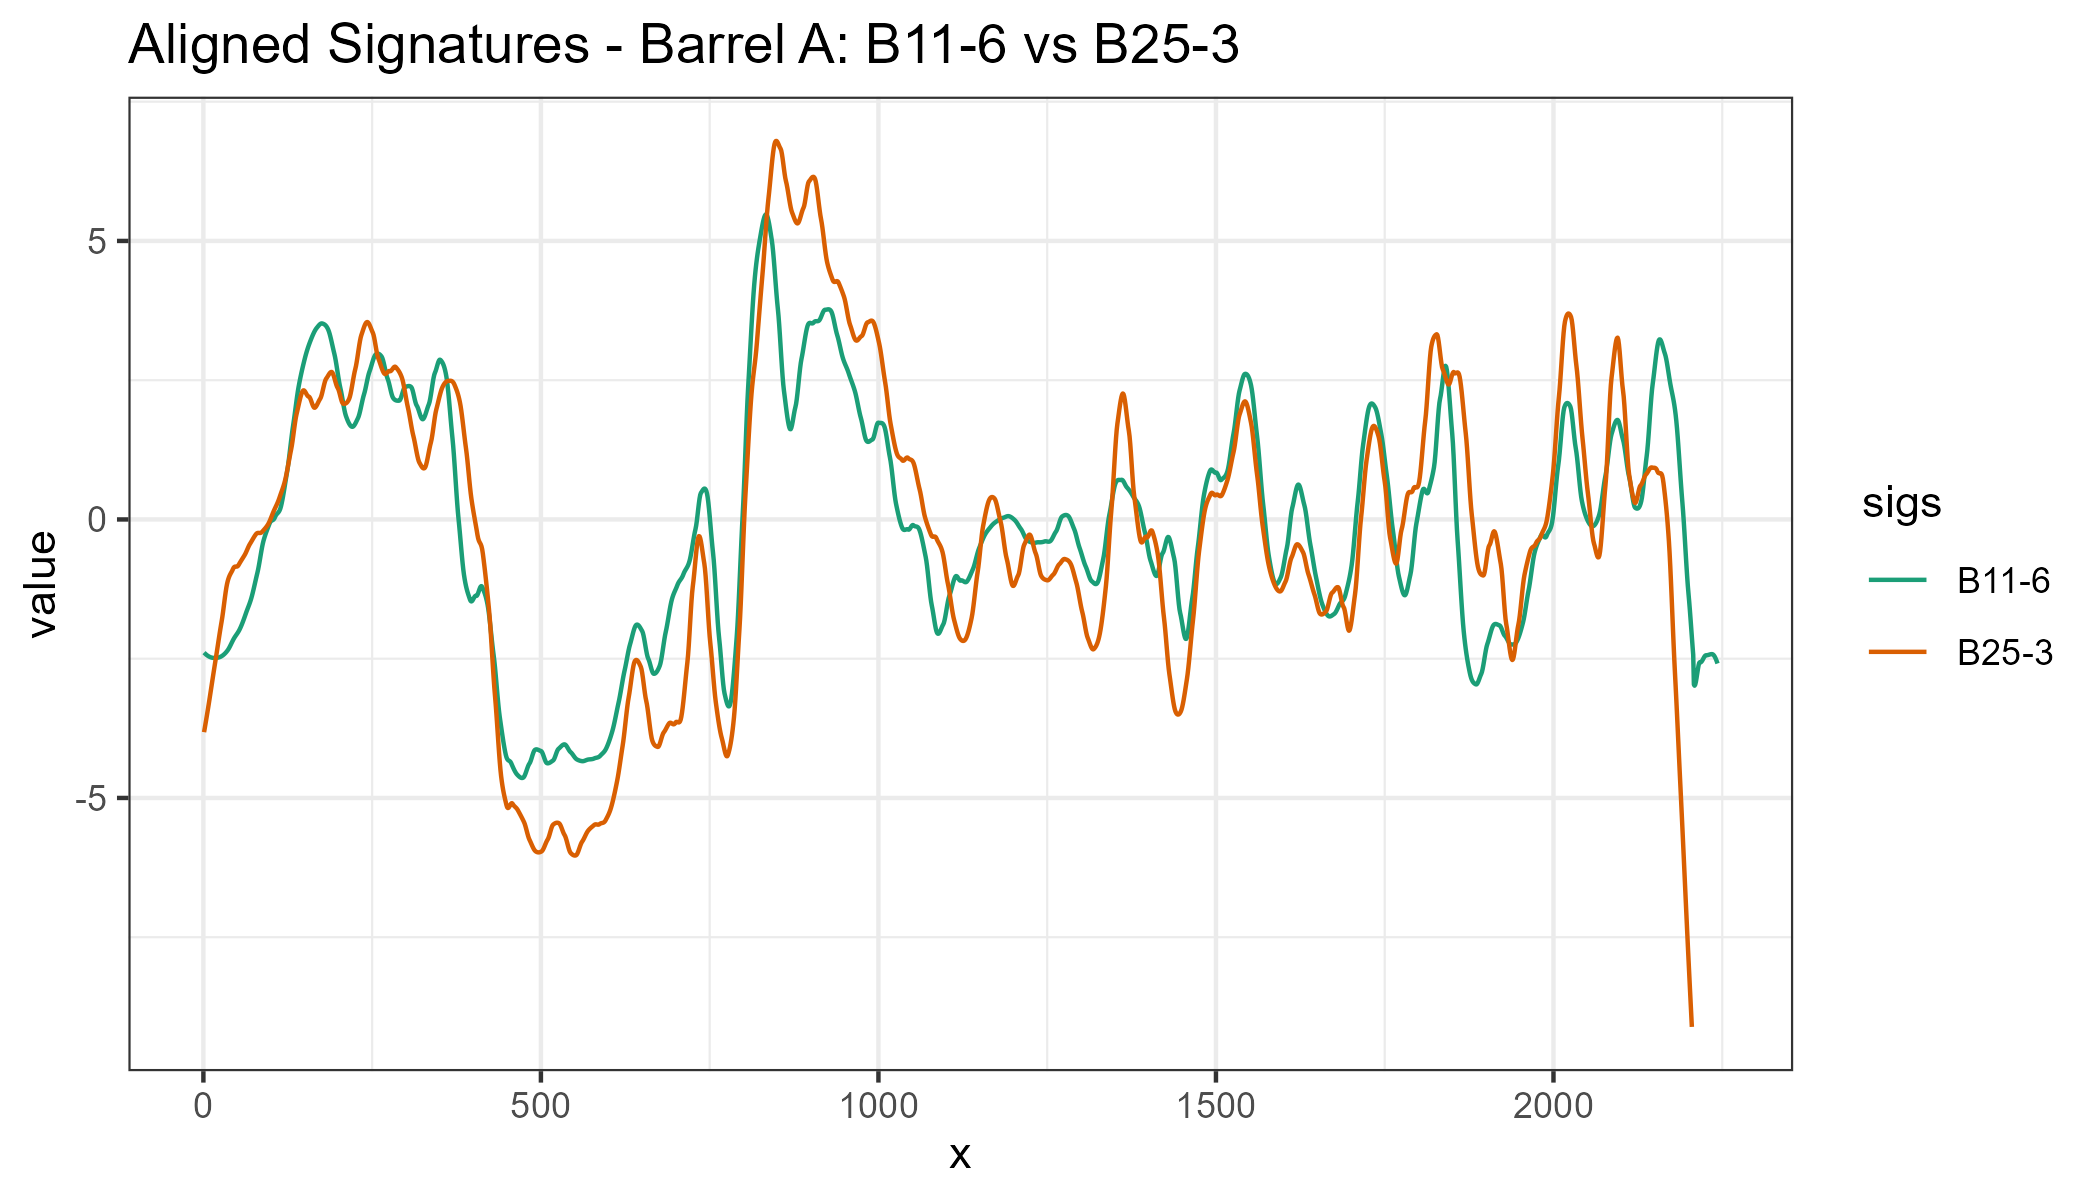 Aligned Signatures - Barrel A: B11-6 vs B25-3
value
5
0
-5
0
500
1000
1500
2000
x
sigs
B11-6
B25-3